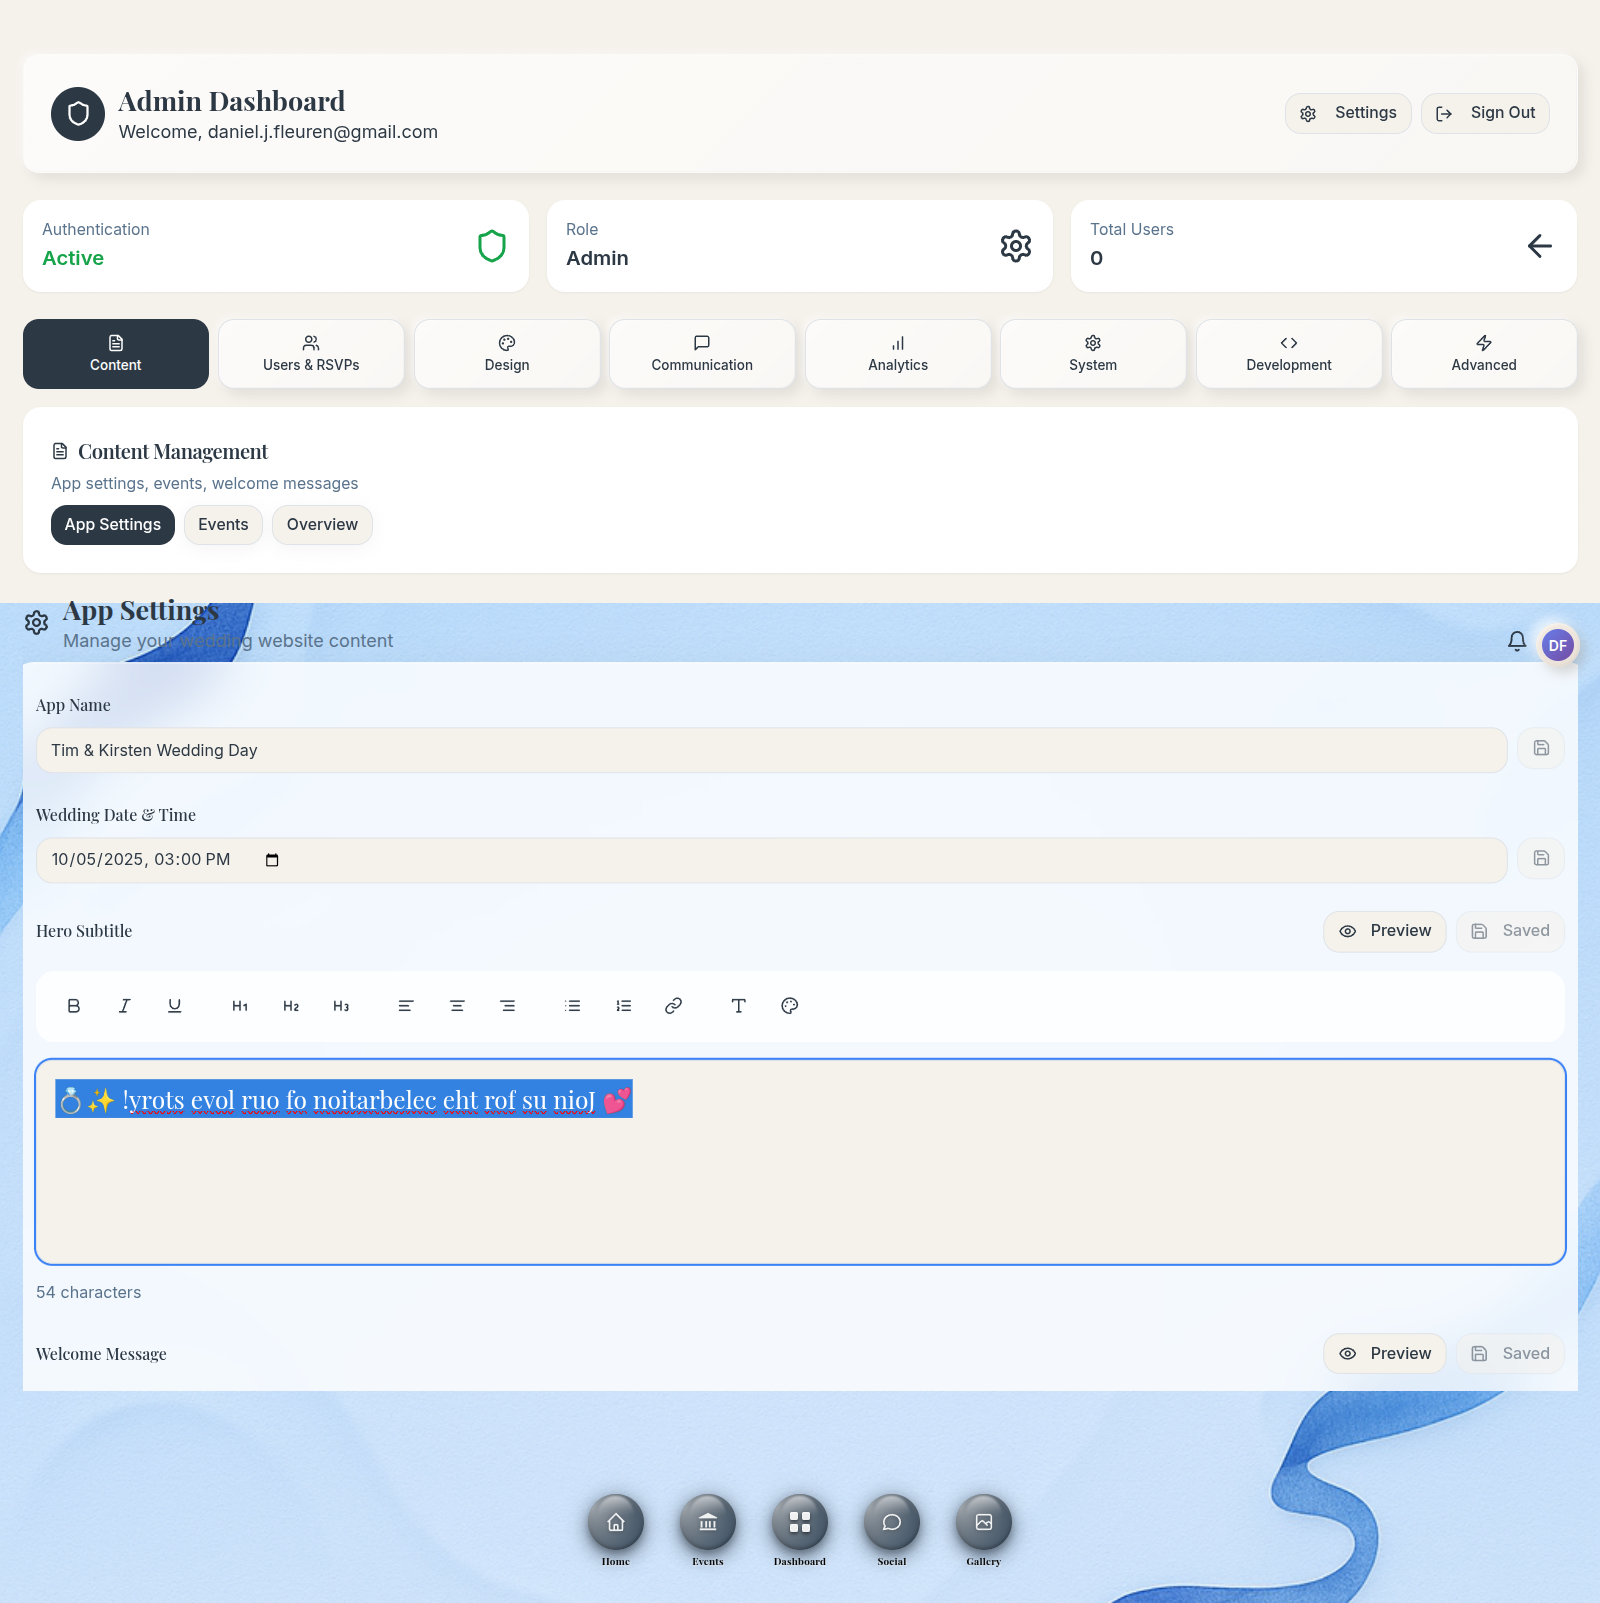 Admin Dashboard
Welcome, daniel.j.fleuren@gmail.com
Settings
Sign Out
Authentication
Active
Role
Admin
Total Users
0
Content
Users & RSVPs
Design
Communication
Analytics
System
Development
Advanced
Content Management
App settings, events, welcome messages
App Settings
Events
Overview
App Settings
Manage your wedding website content
DF
App Name
Tim & Kirsten Wedding Day
Wedding Date & Time
10/05/2025, 03:00 PM
Hero Subtitle
Preview
Saved
B I U H1 H2 H3 T
💍✨ !yrots evol ruo fo noitarbelec eht rof su nioJ 💕
54 characters
Welcome Message
Preview
Saved
Home
Events
Dashboard
Social
Gallery